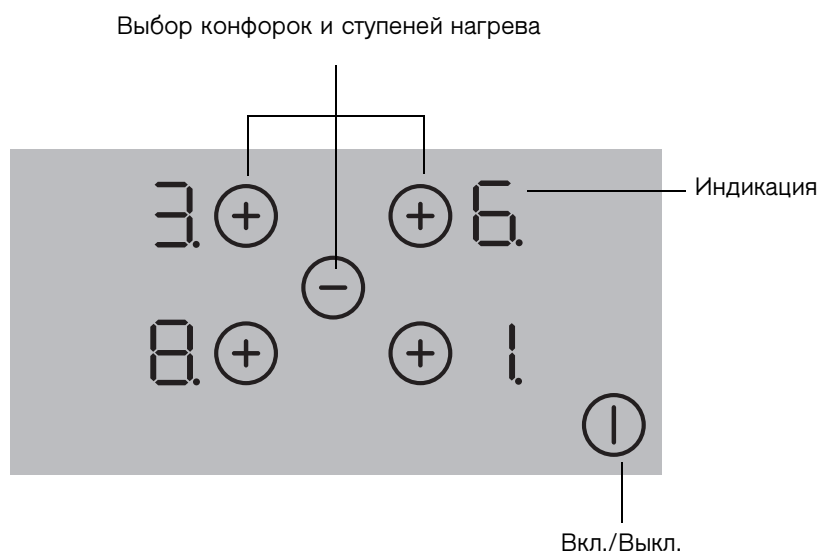 Выбор конфорок и ступеней нагрева
3. + + 6.
Индикация
−
8. + + 1.
Вкл./Выкл.